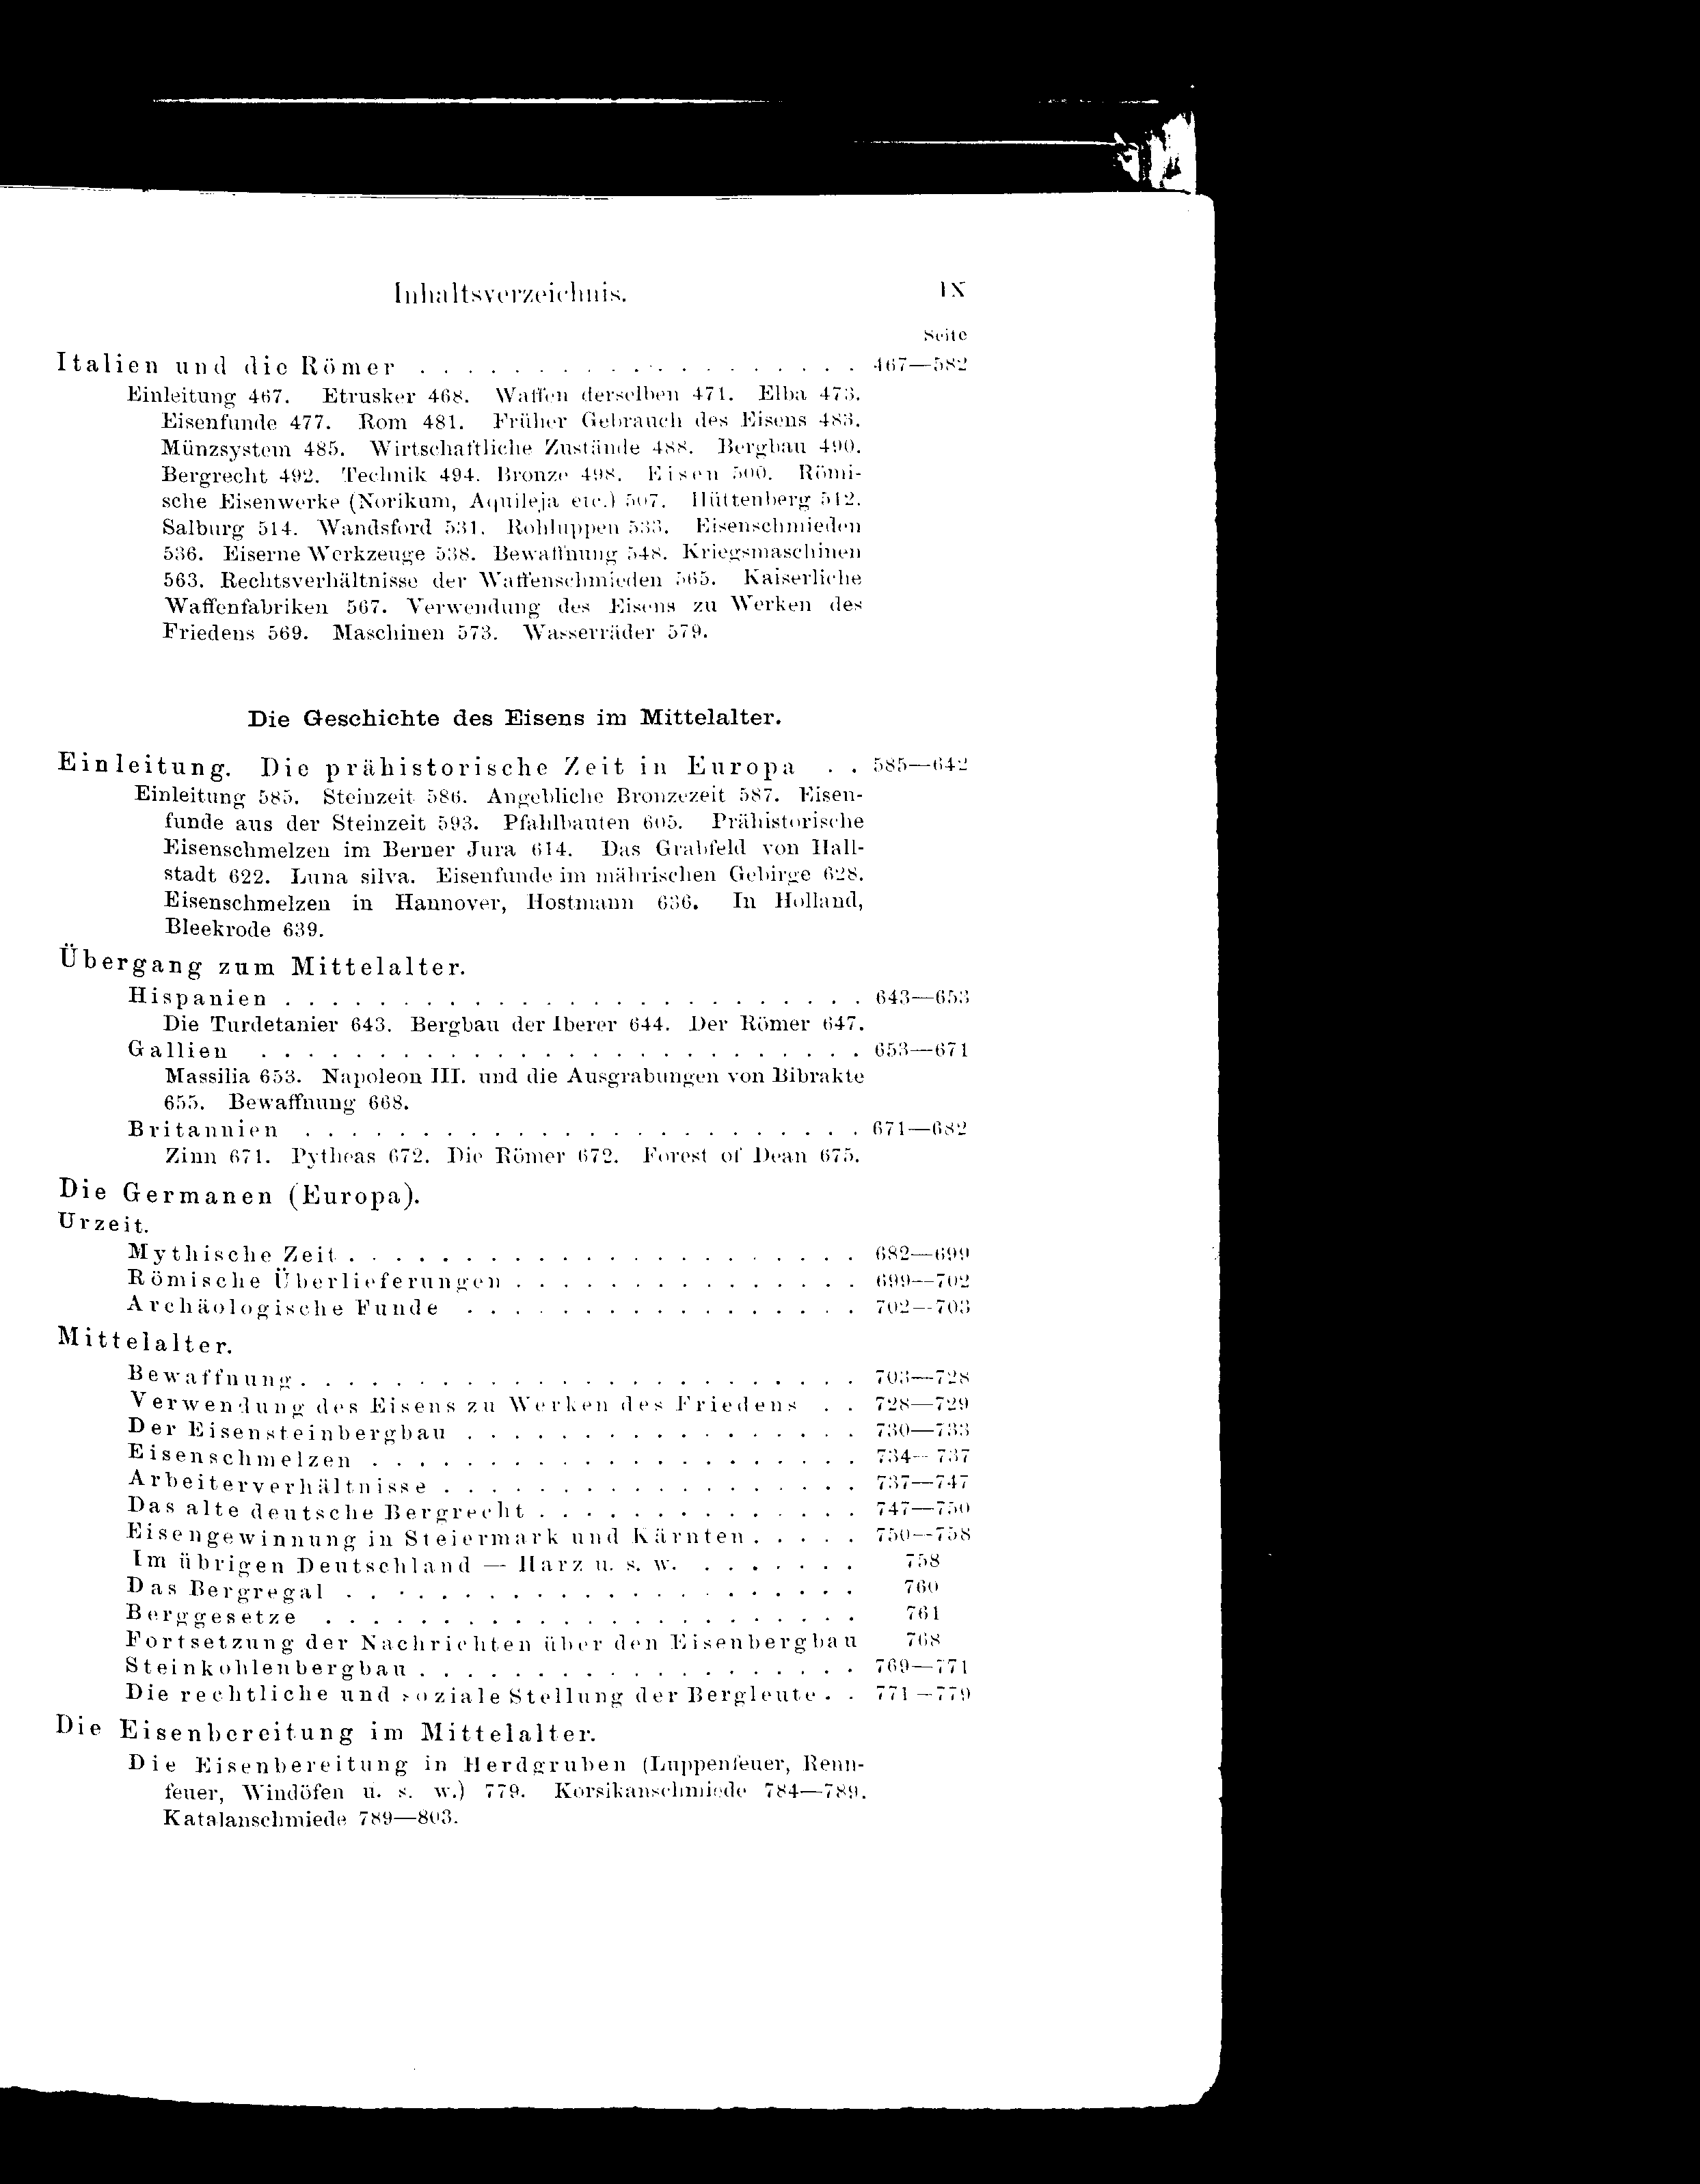 Inhaltsverzeichnis. IX
Seite
Italien und die Römer . . . . . . . . . . . . . . . . . . . 467—582
Einleitung 467. Etrusker 468. Waffen derselben 471. Elba 473.
Eisenfunde 477. Rom 481. Früher Gebrauch des Eisens 483.
Münzsystem 485. Wirtschaftliche Zustände 488. Bergbau 490.
Bergrecht 492. Technik 494. Bronze 498. Eisen 500. Römi-
sche Eisenwerke (Norikum, Aquileja etc.) 507. Hüttenberg 512.
Salburg 514. Wandsford 531. Rohluppen 533. Eisenschmieden
536. Eiserne Werkzeuge 538. Bewaffnung 548. Kriegsmaschinen
563. Rechtsverhältnisse der Waffenschmieden 565. Kaiserliche
Waffenfabriken 567. Verwendung des Eisens zu Werken des
Friedens 569. Maschinen 573. Wasserräder 579.
Die Geschichte des Eisens im Mittelalter.
Einleitung. Die prähistorische Zeit in Europa . . 585—642
Einleitung 585. Steinzeit 586. Angebliche Bronzezeit 587. Eisen-
funde aus der Steinzeit 593. Pfahlbauten 605. Prähistorische
Eisenschmelzen im Berner Jura 614. Das Grabfeld von Hall-
stadt 622. Luna silva. Eisenfunde im mährischen Gebirge 628.
Eisenschmelzen in Hannover, Hostmann 636. In Holland,
Bleekrode 639.
Übergang zum Mittelalter.
Hispanien . . . . . . . . . . . . . . . . . . . . . . . . . 643—653
Die Turdetanier 643. Bergbau der Iberer 644. Der Römer 647.
Gallien . . . . . . . . . . . . . . . . . . . . . . . . . . 653—671
Massilia 653. Napoleon III. und die Ausgrabungen von Bibrakte
655. Bewaffnung 668.
Britannien . . . . . . . . . . . . . . . . . . . . . . . . 671—682
Zinn 671. Pytheas 672. Die Römer 672. Forest of Dean 675.
Die Germanen (Europa).
Urzeit.
Mythische Zeit . . . . . . . . . . . . . . . . . . . . . . 682—699
Römische Überlieferungen . . . . . . . . . . . . . . . 699—702
Archäologische Funde . . . . . . . . . . . . . . . . . 702—703
Mittelalter.
Bewaffnung . . . . . . . . . . . . . . . . . . . . . . . . 703—728
Verwendung des Eisens zu Werken des Friedens . . 728—729
Der Eisensteinbergbau . . . . . . . . . . . . . . . . . 730—733
Eisenschmelzen . . . . . . . . . . . . . . . . . . . . . 734—737
Arbeiterverhältnisse . . . . . . . . . . . . . . . . . . 737—747
Das alte deutsche Bergrecht . . . . . . . . . . . . . . 747—750
Eisengewinnung in Steiermark und Kärnten . . . . . 750—758
Im übrigen Deutschland — Harz u. s. w. . . . . . . . 758
Das Bergregal . . . . . . . . . . . . . . . . . . . . . . 760
Berggesetze . . . . . . . . . . . . . . . . . . . . . . . 761
Fortsetzung der Nachrichten über den Eisenbergbau 768
Steinkohlenbergbau . . . . . . . . . . . . . . . . . . . 769—771
Die rechtliche und soziale Stellung der Bergleute . . 771—779
Die Eisenbereitung im Mittelalter.
Die Eisenbereitung in Herdgruben (Luppenfeuer, Renn-
feuer, Windöfen u. s. w.) 779. Korsikanschmiede 784—789.
Katalanschmiede 789—803.